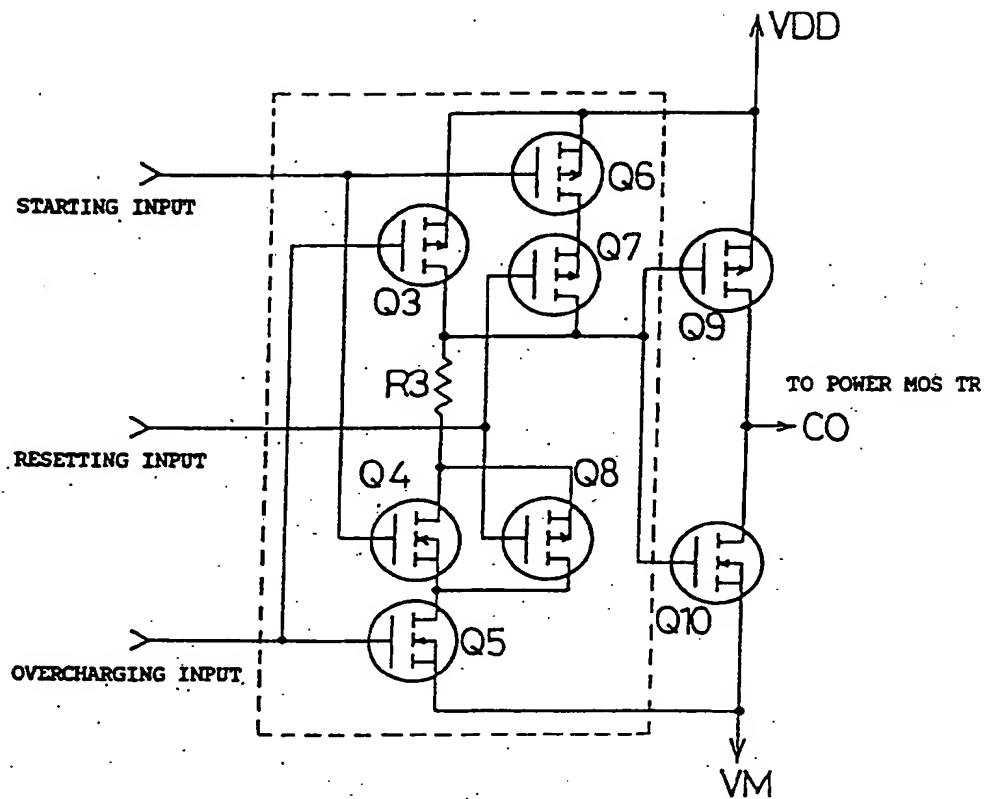 VDD
STARTING INPUT
Q6
Q7
Q3
Q9
R3
TO POWER MOS TR
CO
RESETTING INPUT
Q4
Q8
Q10
Q5
OVERCHARGING INPUT
VM